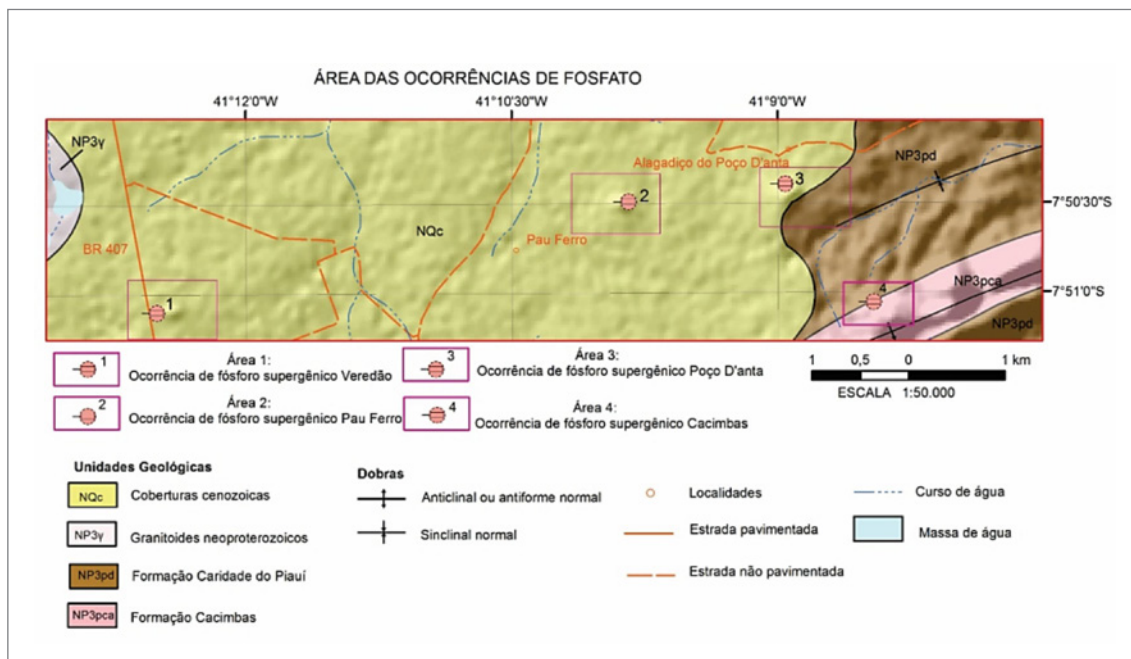 ÁREA DAS OCORRÊNCIAS DE FOSFATO
41°12'0"W
41°10'30"W
41°9'0"W
NP3γ
BR 407
NQc
Pau Ferro
Alagadiço do Poço D'anta
NP3pd
NP3pca
NP3pd
1
2
3
4
7°50'30"S
7°51'0"S
1
Área 1:
Ocorrência de fósforo supergênico Veredão
3
Área 3:
Ocorrência de fósforo supergênico Poço D'anta
2
Área 2:
Ocorrência de fósforo supergênico Pau Ferro
4
Área 4:
Ocorrência de fósforo supergênico Cacimbas
1 0,5 0 1 km
ESCALA 1:50.000
Unidades Geológicas
NQc Coberturas cenozoicas
NP3γ Granitoides neoproterozoicos
NP3pd Formação Caridade do Piauí
NP3pca Formação Cacimbas
Dobras
Anticlinal ou antiforme normal
Sinclinal normal
Localidades
Estrada pavimentada
Estrada não pavimentada
Curso de água
Massa de água